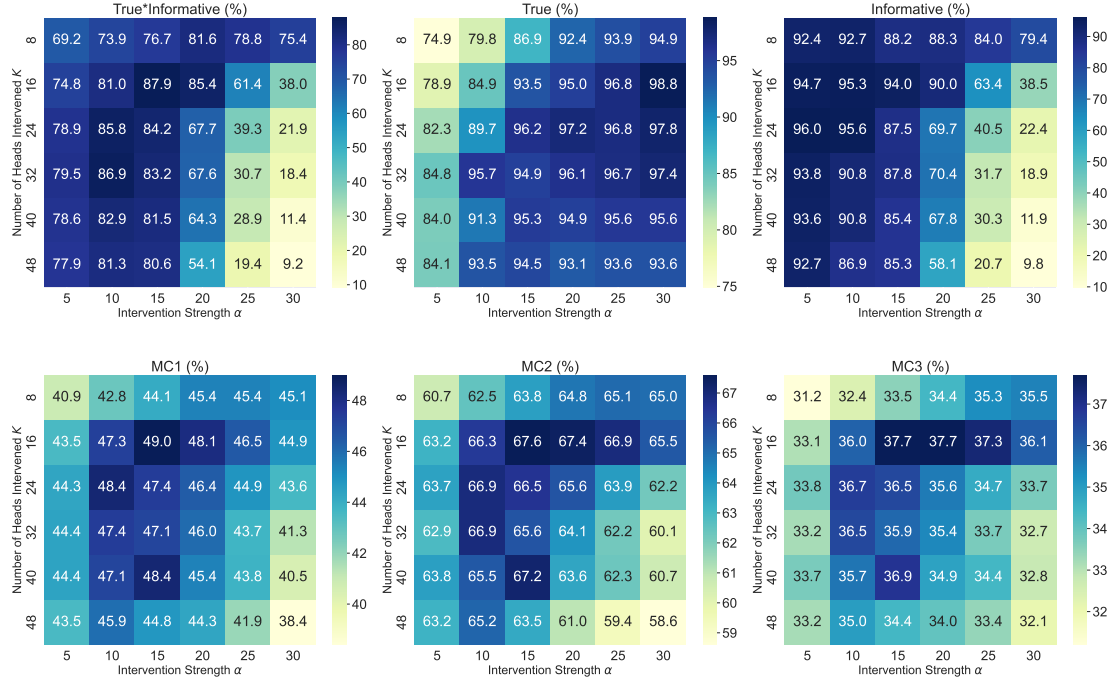 True*Informative (%)
Number of Heads Intervened K
8 69.2 73.9 76.7 81.6 78.8 75.4
16 74.8 81.0 87.9 85.4 61.4 38.0
24 78.9 85.8 84.2 67.7 39.3 21.9
32 79.5 86.9 83.2 67.6 30.7 18.4
40 78.6 82.9 81.5 64.3 28.9 11.4
48 77.9 81.3 80.6 54.1 19.4 9.2
5 10 15 20 25 30
Intervention Strength α
80
70
60
50
40
30
20
10
True (%)
Number of Heads Intervened K
8 74.9 79.8 86.9 92.4 93.9 94.9
16 78.9 84.9 93.5 95.0 96.8 98.8
24 82.3 89.7 96.2 97.2 96.8 97.8
32 84.8 95.7 94.9 96.1 96.7 97.4
40 84.0 91.3 95.3 94.9 95.6 95.6
48 84.1 93.5 94.5 93.1 93.6 93.6
5 10 15 20 25 30
Intervention Strength α
95
90
85
80
75
Informative (%)
Number of Heads Intervened K
8 92.4 92.7 88.2 88.3 84.0 79.4
16 94.7 95.3 94.0 90.0 63.4 38.5
24 96.0 95.6 87.5 69.7 40.5 22.4
32 93.8 90.8 87.8 70.4 31.7 18.9
40 93.6 90.8 85.4 67.8 30.3 11.9
48 92.7 86.9 85.3 58.1 20.7 9.8
5 10 15 20 25 30
Intervention Strength α
90
80
70
60
50
40
30
20
10
MC1 (%)
Number of Heads Intervened K
8 40.9 42.8 44.1 45.4 45.4 45.1
16 43.5 47.3 49.0 48.1 46.5 44.9
24 44.3 48.4 47.4 46.4 44.9 43.6
32 44.4 47.4 47.1 46.0 43.7 41.3
40 44.4 47.1 48.4 45.4 43.8 40.5
48 43.5 45.9 44.8 44.3 41.9 38.4
5 10 15 20 25 30
Intervention Strength α
48
46
44
42
40
MC2 (%)
Number of Heads Intervened K
8 60.7 62.5 63.8 64.8 65.1 65.0
16 63.2 66.3 67.6 67.4 66.9 65.5
24 63.7 66.9 66.5 65.6 63.9 62.2
32 62.9 66.9 65.6 64.1 62.2 60.1
40 63.8 65.5 67.2 63.6 62.3 60.7
48 63.2 65.2 63.5 61.0 59.4 58.6
5 10 15 20 25 30
Intervention Strength α
67
66
65
64
63
62
61
60
59
MC3 (%)
Number of Heads Intervened K
8 31.2 32.4 33.5 34.4 35.3 35.5
16 33.1 36.0 37.7 37.7 37.3 36.1
24 33.8 36.7 36.5 35.6 34.7 33.7
32 33.2 36.5 35.9 35.4 33.7 32.7
40 33.7 35.7 36.9 34.9 34.4 32.8
48 33.2 35.0 34.4 34.0 33.4 32.1
5 10 15 20 25 30
Intervention Strength α
37
36
35
34
33
32